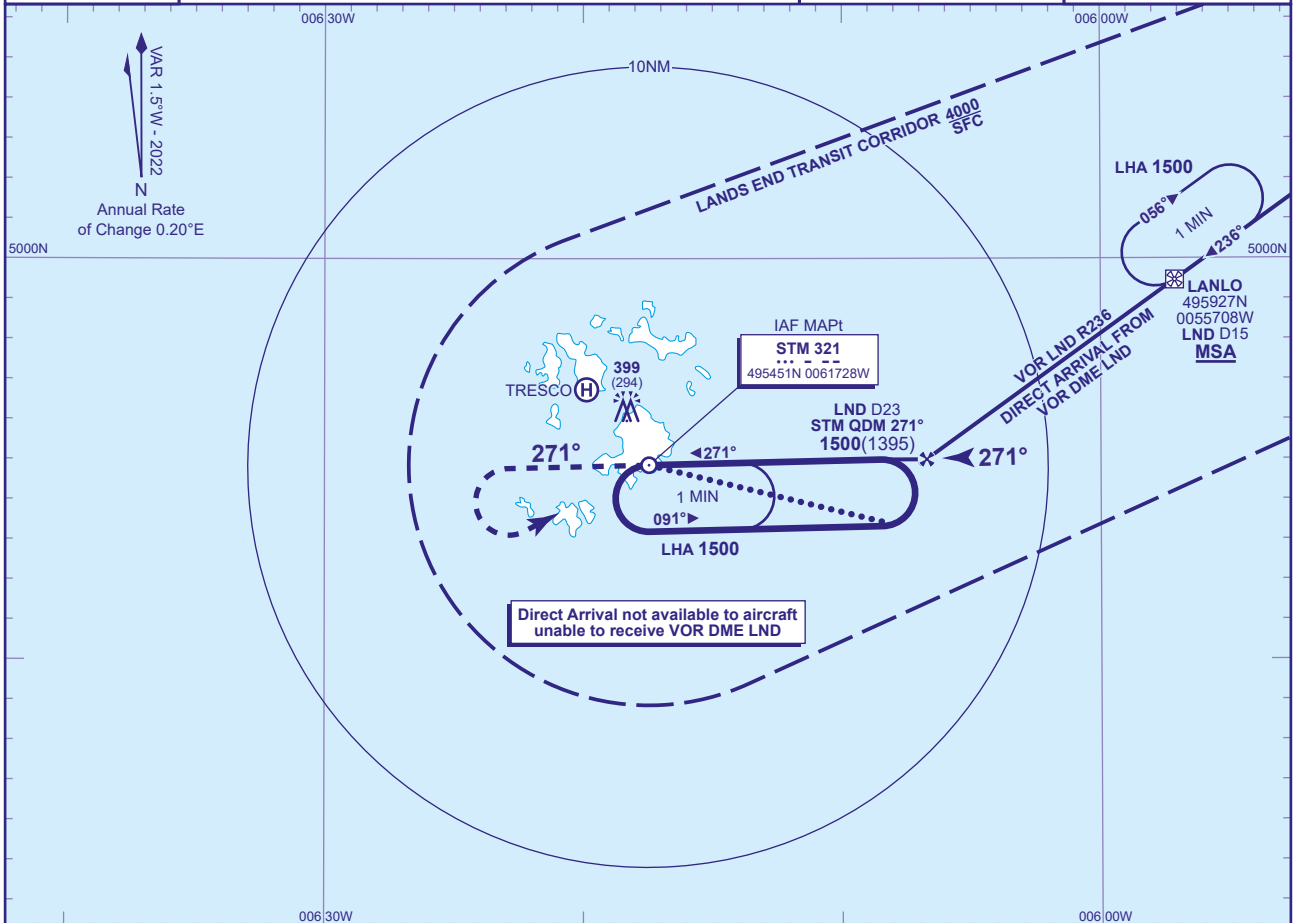 006:30W
006:00W
VAR 1.5°W - 2022
N
Annual Rate
of Change 0.20°E
10NM
LANDS END TRANSIT CORRIDOR 4000
SFC
LHA 1500
056°
1 MIN
236°
5000N
5000N
LANLO
495927N
0055708W
LND D15
MSA
VOR LND R236
DIRECT ARRIVAL FROM
VOR DME LND
IAF MAPt
STM 321
... - --
495451N 0061728W
399
(294)
TRESCO H
LND D23
STM QDM 271°
1500(1395)
271°
271°
271°
1 MIN
091°
LHA 1500
Direct Arrival not available to aircraft
unable to receive VOR DME LND
006:30W
006:00W